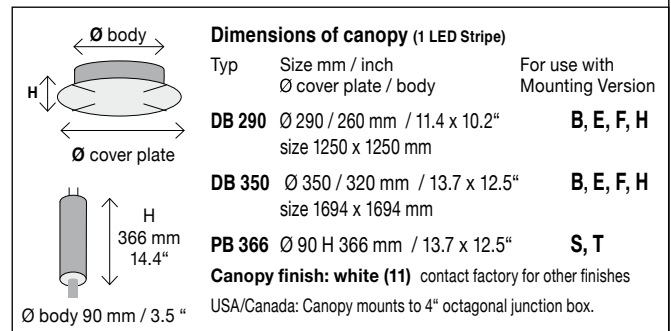 Ø body
H
Ø cover plate
H
366 mm
14.4“
Ø body 90 mm / 3.5 “
Dimensions of canopy (1 LED Stripe)
Typ Size mm / inch For use with
Ø cover plate / body Mounting Version
DB 290 Ø 290 / 260 mm / 11.4 x 10.2“ B, E, F, H
size 1250 x 1250 mm
DB 350 Ø 350 / 320 mm / 13.7 x 12.5“ B, E, F, H
size 1694 x 1694 mm
PB 366 Ø 90 H 366 mm / 13.7 x 12.5“ S, T
Canopy finish: white (11) contact factory for other finishes
USA/Canada: Canopy mounts to 4“ octagonal junction box.